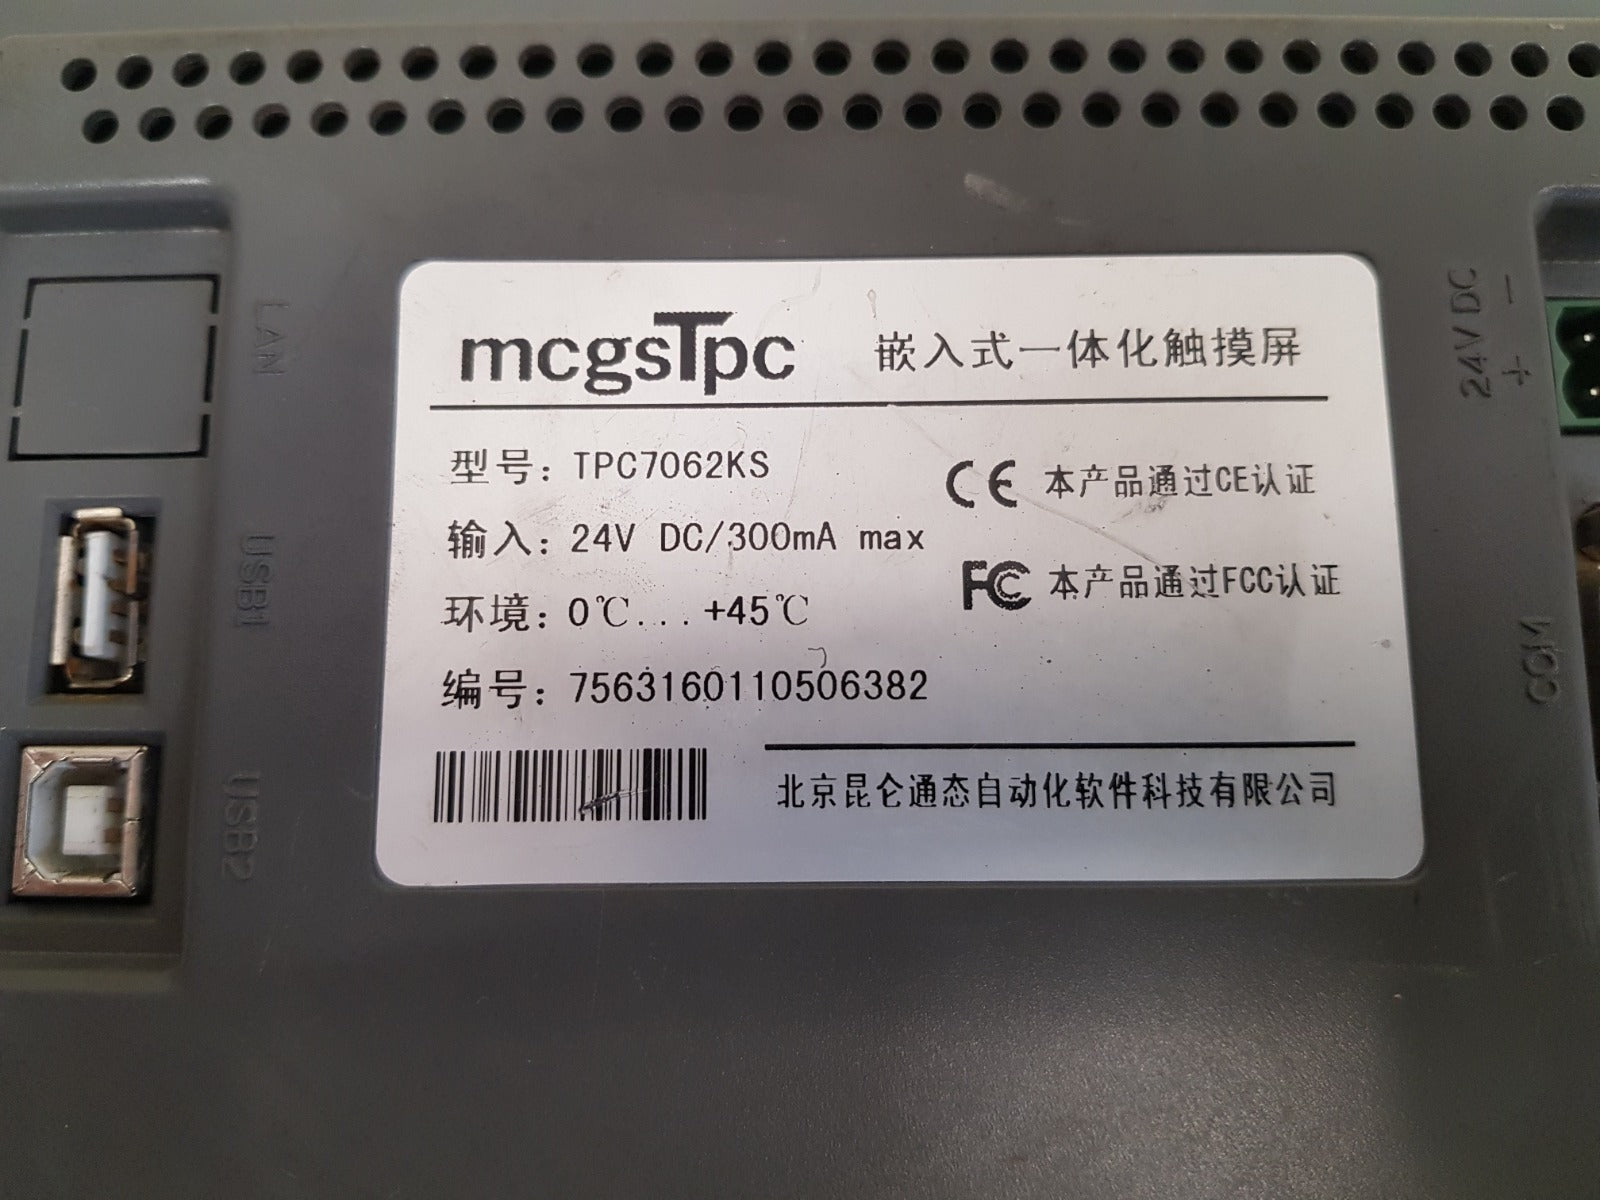 mcgsTpc 嵌入式一体化触摸屏
型号: TPC7062KS
输入: 24V DC/300mA max
环境: 0℃...+45℃
编号: 7563160110506382
CE 本产品通过CE认证
FC 本产品通过FCC认证
北京昆仑通态自动化软件科技有限公司
LAN
USB1
USB2
24V DC
- +
COM